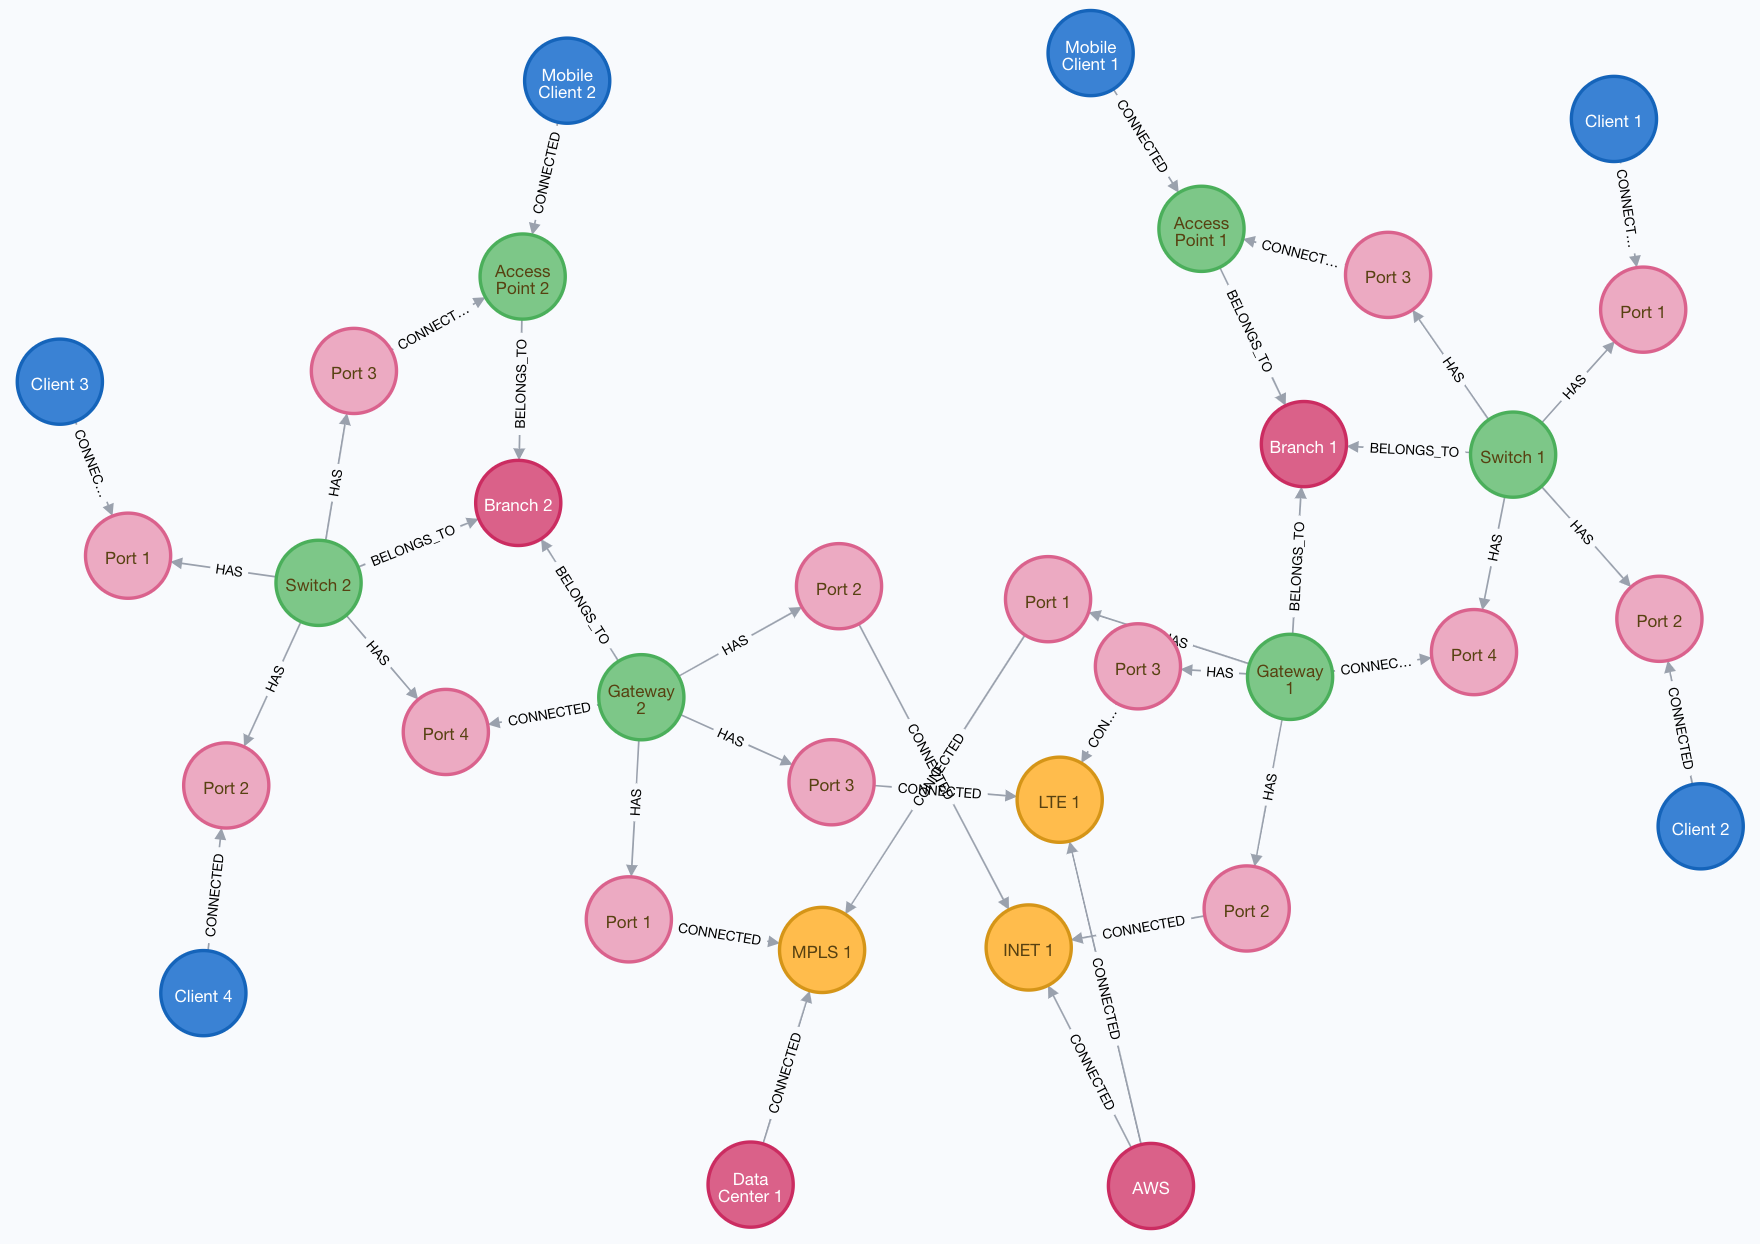 Mobile
Client 1
Mobile
Client 2
Client 1
CONNECTED
CONNECTED
CONNECT...
Access
Point 1
CONNECT...
Port 3
Access
Point 2
Port 1
CONNECT...
BELONGS_TO
Port 3
Client 3
BELONGS_TO
HAS
HAS
Branch 1
BELONGS_TO
Switch 1
CONNEC...
HAS
Branch 2
BELONGS_TO
HAS
HAS
Port 1
HAS
Switch 2
BELONGS_TO
BELONGS_TO
Port 2
Port 1
Port 2
HAS
HAS
HAS
Port 3
HAS
Gateway
1
CONNEC...
Port 4
HAS
Gateway
2
CONNECTED
Port 4
HAS
CON...
CONNECTED
CONNECTED
CONNECTED
Port 2
Port 3
CONNECTED
LTE 1
HAS
HAS
Client 2
CONNECTED
Port 1
CONNECTED
MPLS 1
INET 1
CONNECTED
Port 2
Client 4
CONNECTED
CONNECTED
CONNECTED
Data
Center 1
AWS